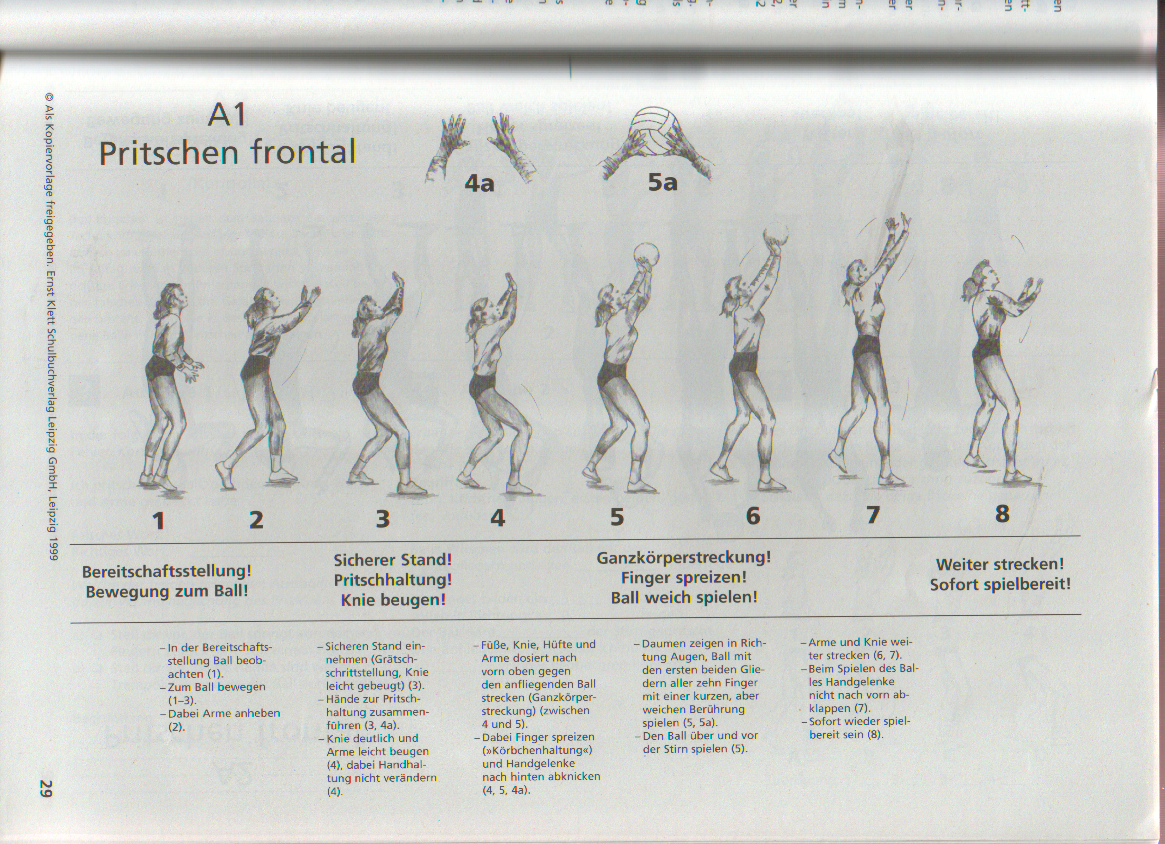 A1
Pritschen frontal
4a
5a
© Als Kopiervorlage freigegeben. Ernst Klett Schulbuchverlag Leipzig GmbH, Leipzig 1999
1
2
3
4
5
6
7
8
Bereitschaftsstellung!
Bewegung zum Ball!
Sicherer Stand!
Pritschhaltung!
Knie beugen!
Ganzkörperstreckung!
Finger spreizen!
Ball weich spielen!
Weiter strecken!
Sofort spielbereit!
– In der Bereitschafts-
stellung Ball beob-
achten (1).
– Zum Ball bewegen
(1–3).
– Dabei Arme anheben
(2).
– Sicheren Stand ein-
nehmen (Grätsch-
schrittstellung, Knie
leicht gebeugt) (3).
– Hände zur Pritsch-
haltung zusammen-
führen (3, 4a).
– Knie deutlich und
Arme leicht beugen
(4), dabei Handhal-
tung nicht verändern
(4).
– Füße, Knie, Hüfte und
Arme dosiert nach
vorn oben gegen
den anfliegenden Ball
strecken (Ganzkörper-
streckung) (zwischen
4 und 5).
– Dabei Finger spreizen
(»Körbchenhaltung«)
und Handgelenke
nach hinten abknicken
(4, 5, 4a).
– Daumen zeigen in Rich-
tung Augen, Ball mit
den ersten beiden Glie-
dern aller zehn Finger
mit einer kurzen, aber
weichen Berührung
spielen (5, 5a).
– Den Ball über und vor
der Stirn spielen (5).
– Arme und Knie wei-
ter strecken (6, 7).
– Beim Spielen des Bal-
les Handgelenke
nicht nach vorn ab-
klappen (7).
– Sofort wieder spiel-
bereit sein (8).
29